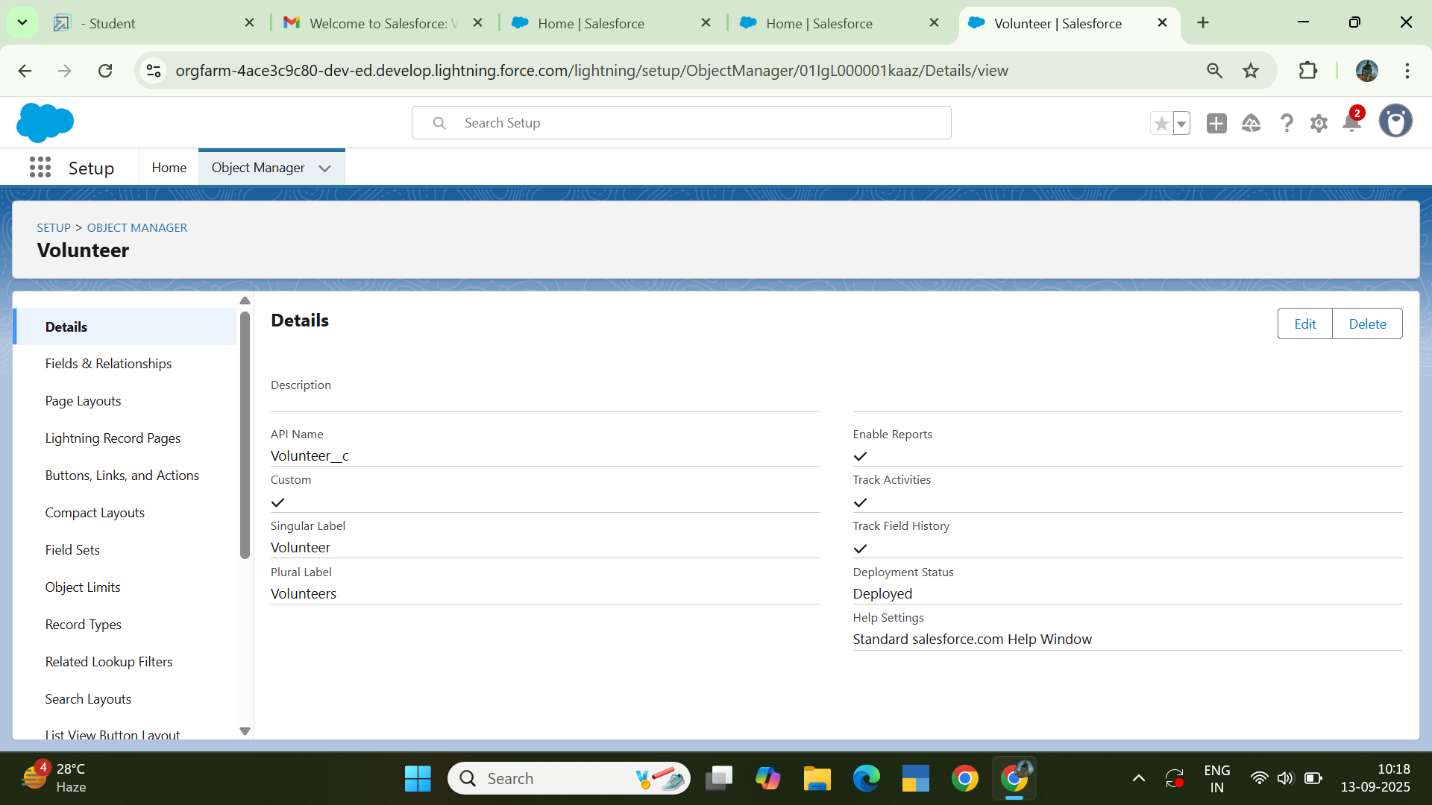 - Student
Welcome to Salesforce: V
Home | Salesforce
Home | Salesforce
Volunteer | Salesforce
orgfarm-4ace3c9c80-dev-ed.develop.lightning.force.com/lightning/setup/ObjectManager/01IgL000001kaaz/Details/view
Search Setup
2
Setup
Home
Object Manager
SETUP > OBJECT MANAGER
Volunteer
Details
Fields & Relationships
Page Layouts
Lightning Record Pages
Buttons, Links, and Actions
Compact Layouts
Field Sets
Object Limits
Record Types
Related Lookup Filters
Search Layouts
List View Button Layout
Details
Edit
Delete
Description
API Name
Volunteer__c
Custom
Singular Label
Volunteer
Plural Label
Volunteers
Enable Reports
Track Activities
Track Field History
Deployment Status
Deployed
Help Settings
Standard salesforce.com Help Window
4
28°C
Haze
Search
ENG
IN
10:18
13-09-2025